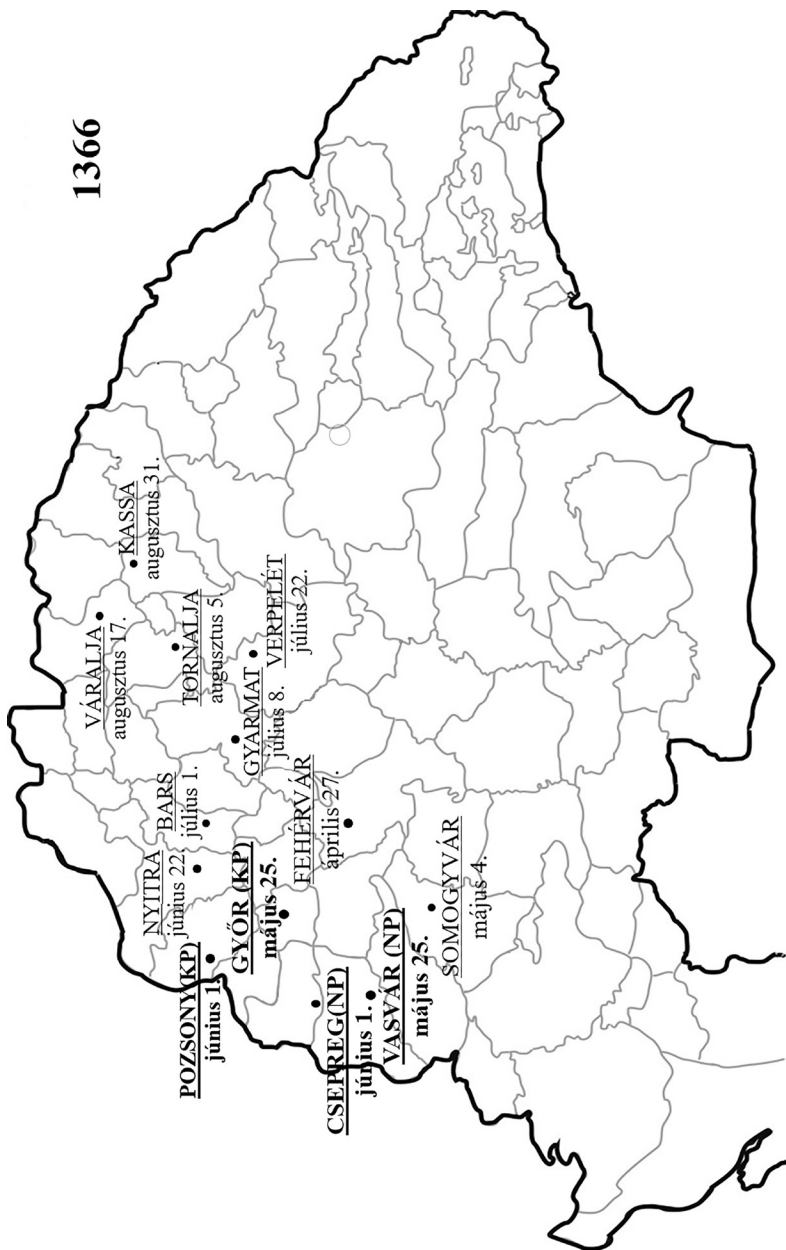 1366
VÁRALJA
augusztus 17.
KASSA
augusztus 31.
TORNALJA
augusztus 5.
VERPELÉT
július 22.
GYARMAT
július 8.
BARS
július 1.
NYITRA
június 22.
POZSONY(KP)
június 1.
GYŐR (KP)
május 25.
FEHÉRVÁR
április 27.
CSEPREG(NP)
június 1.
VASVÁR (NP)
május 25.
SOMOGYVÁR
május 4.